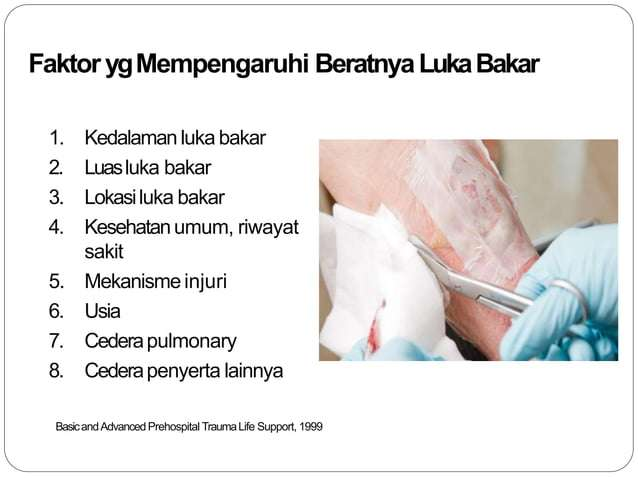 Faktor yg Mempengaruhi Beratnya Luka Bakar
1. Kedalaman luka bakar
2. Luas luka bakar
3. Lokasi luka bakar
4. Kesehatan umum, riwayat
sakit
5. Mekanisme injuri
6. Usia
7. Cedera pulmonary
8. Cedera penyerta lainnya
Basic and Advanced Prehospital Trauma Life Support, 1999